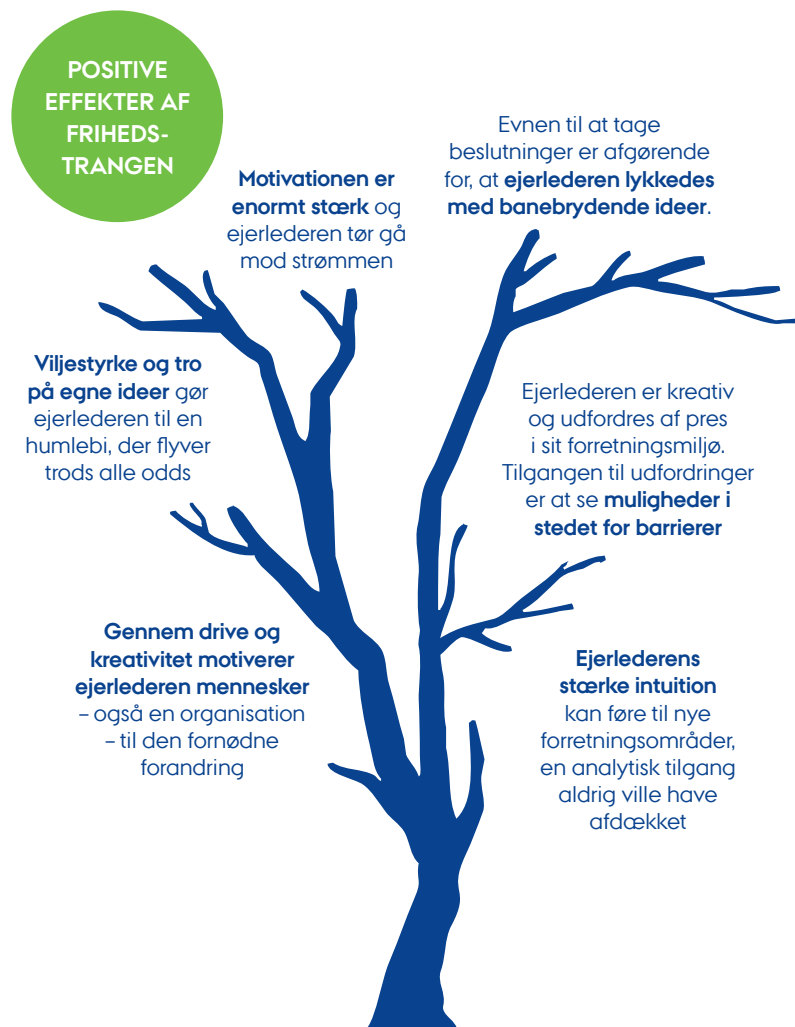 POSITIVE
EFFEKTER AF
FRIHEDS-
TRANGEN
Motivationen er
enormt stærk og
ejerlederen tør gå
mod strømmen
Evnen til at tage
beslutninger er afgørende
for, at ejerlederen lykkedes
med banebrydende ideer.
Viljestyrke og tro
på egne ideer gør
ejerlederen til en
humlebi, der flyver
trods alle odds
Ejerlederen er kreativ
og udfordres af pres
i sit forretningsmiljø.
Tilgangen til udfordringer
er at se muligheder i
stedet for barrierer
Gennem drive og
kreativitet motiverer
ejerlederen mennesker
– også en organisation
– til den fornødne
forandring
Ejerlederens
stærke intuition
kan føre til nye
forretningsområder,
en analytisk tilgang
aldrig ville have
afdækket